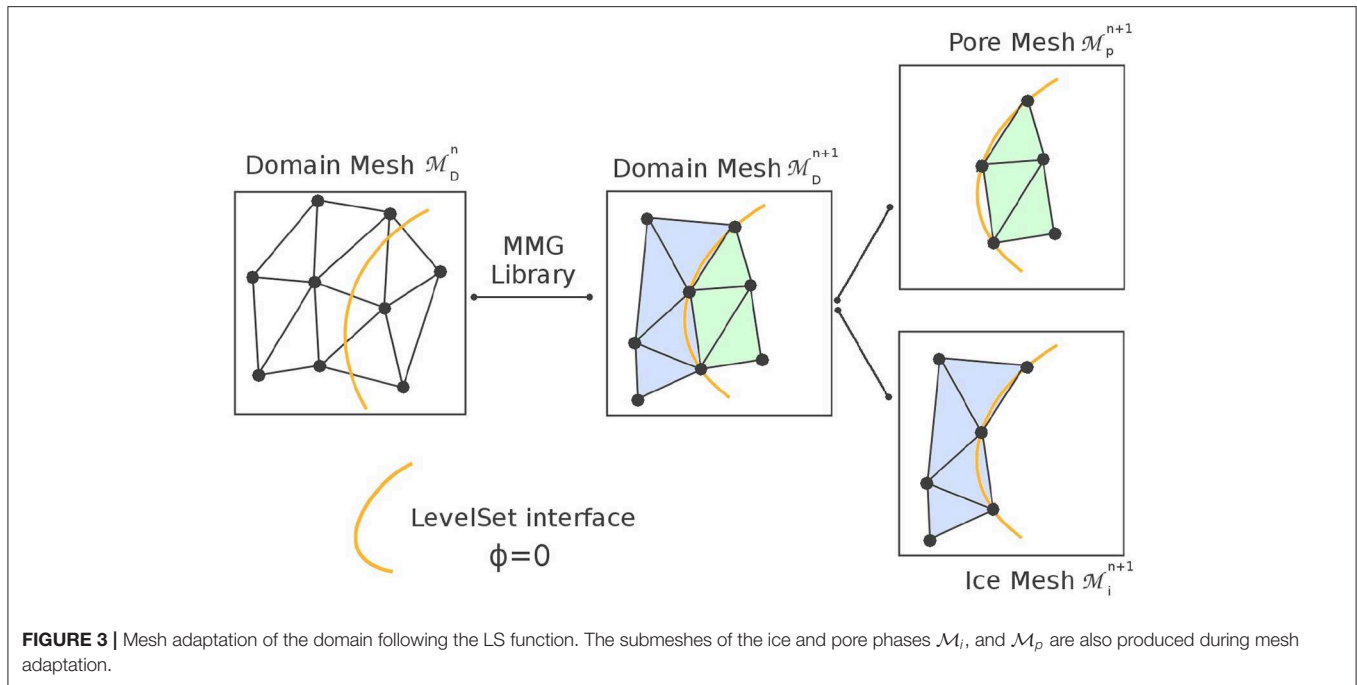 Pore Mesh ℳ_p^{n+1}
Domain Mesh ℳ_D^n
Domain Mesh ℳ_D^{n+1}
MMG
Library
LevelSet interface
ϕ=0
Ice Mesh ℳ_i^{n+1}
FIGURE 3 | Mesh adaptation of the domain following the LS function. The submeshes of the ice and pore phases ℳ_i, and ℳ_p are also produced during mesh
adaptation.